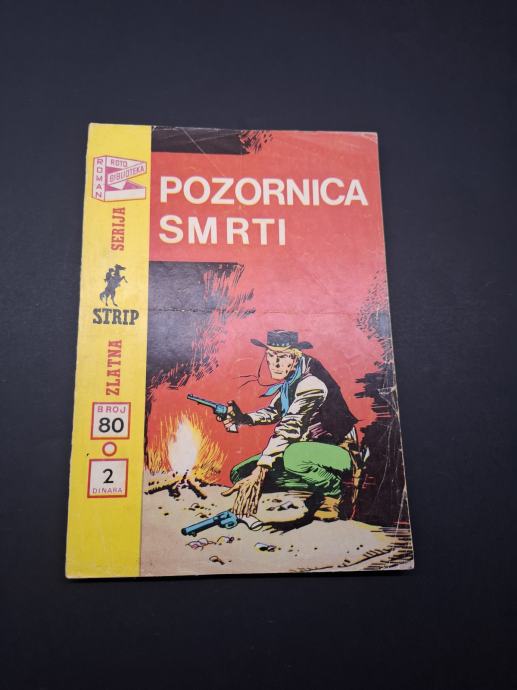 ROMAN
ROTO
BIBLIOTEKA
POZORNICA
SMRTI
ZLATNA
STRIP
SERIJA
BROJ
80
2
DINARA